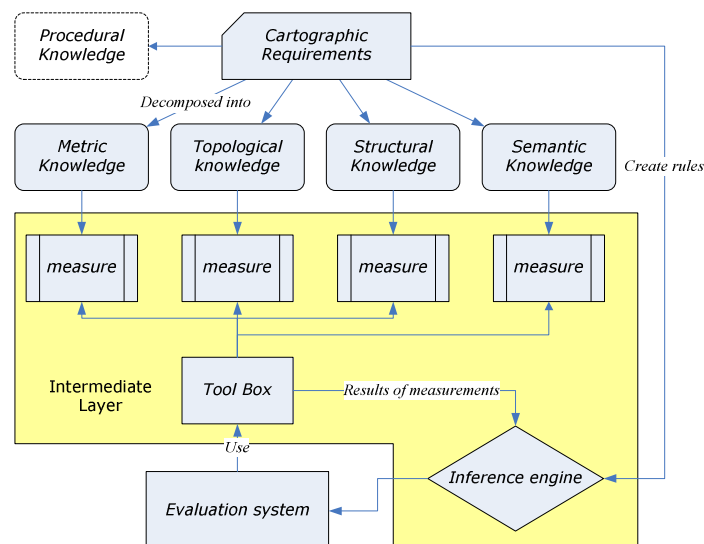 Procedural
Knowledge
Cartographic
Requirements
Decomposed into
Metric
Knowledge
Topological
knowledge
Structural
Knowledge
Semantic
Knowledge
Create rules
measure
measure
measure
measure
Intermediate
Layer
Tool Box
Results of measurements
Use
Inference engine
Evaluation system